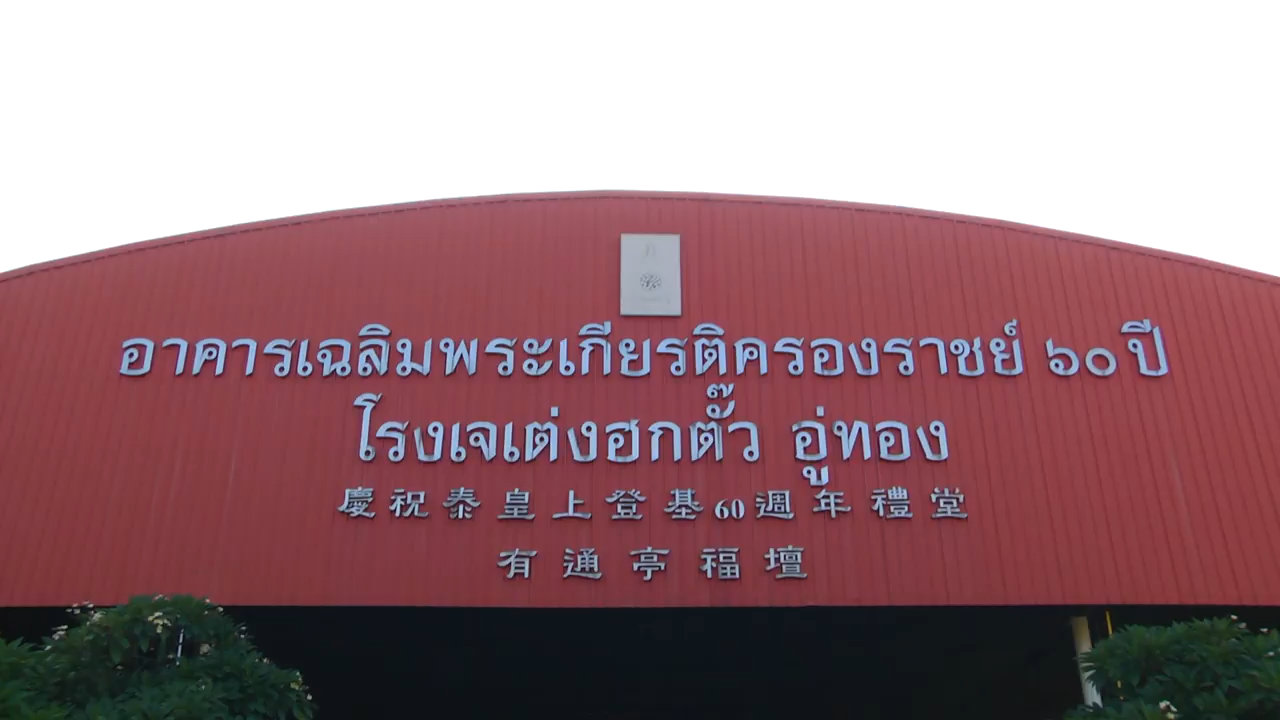 อาคารเฉลิมพระเกียรติครองราชย์ ๖๐ ปี
โรงเจเต่งฮกตั๊ว อู่ทอง
慶祝泰皇上登基60週年禮堂
有通亭福壇